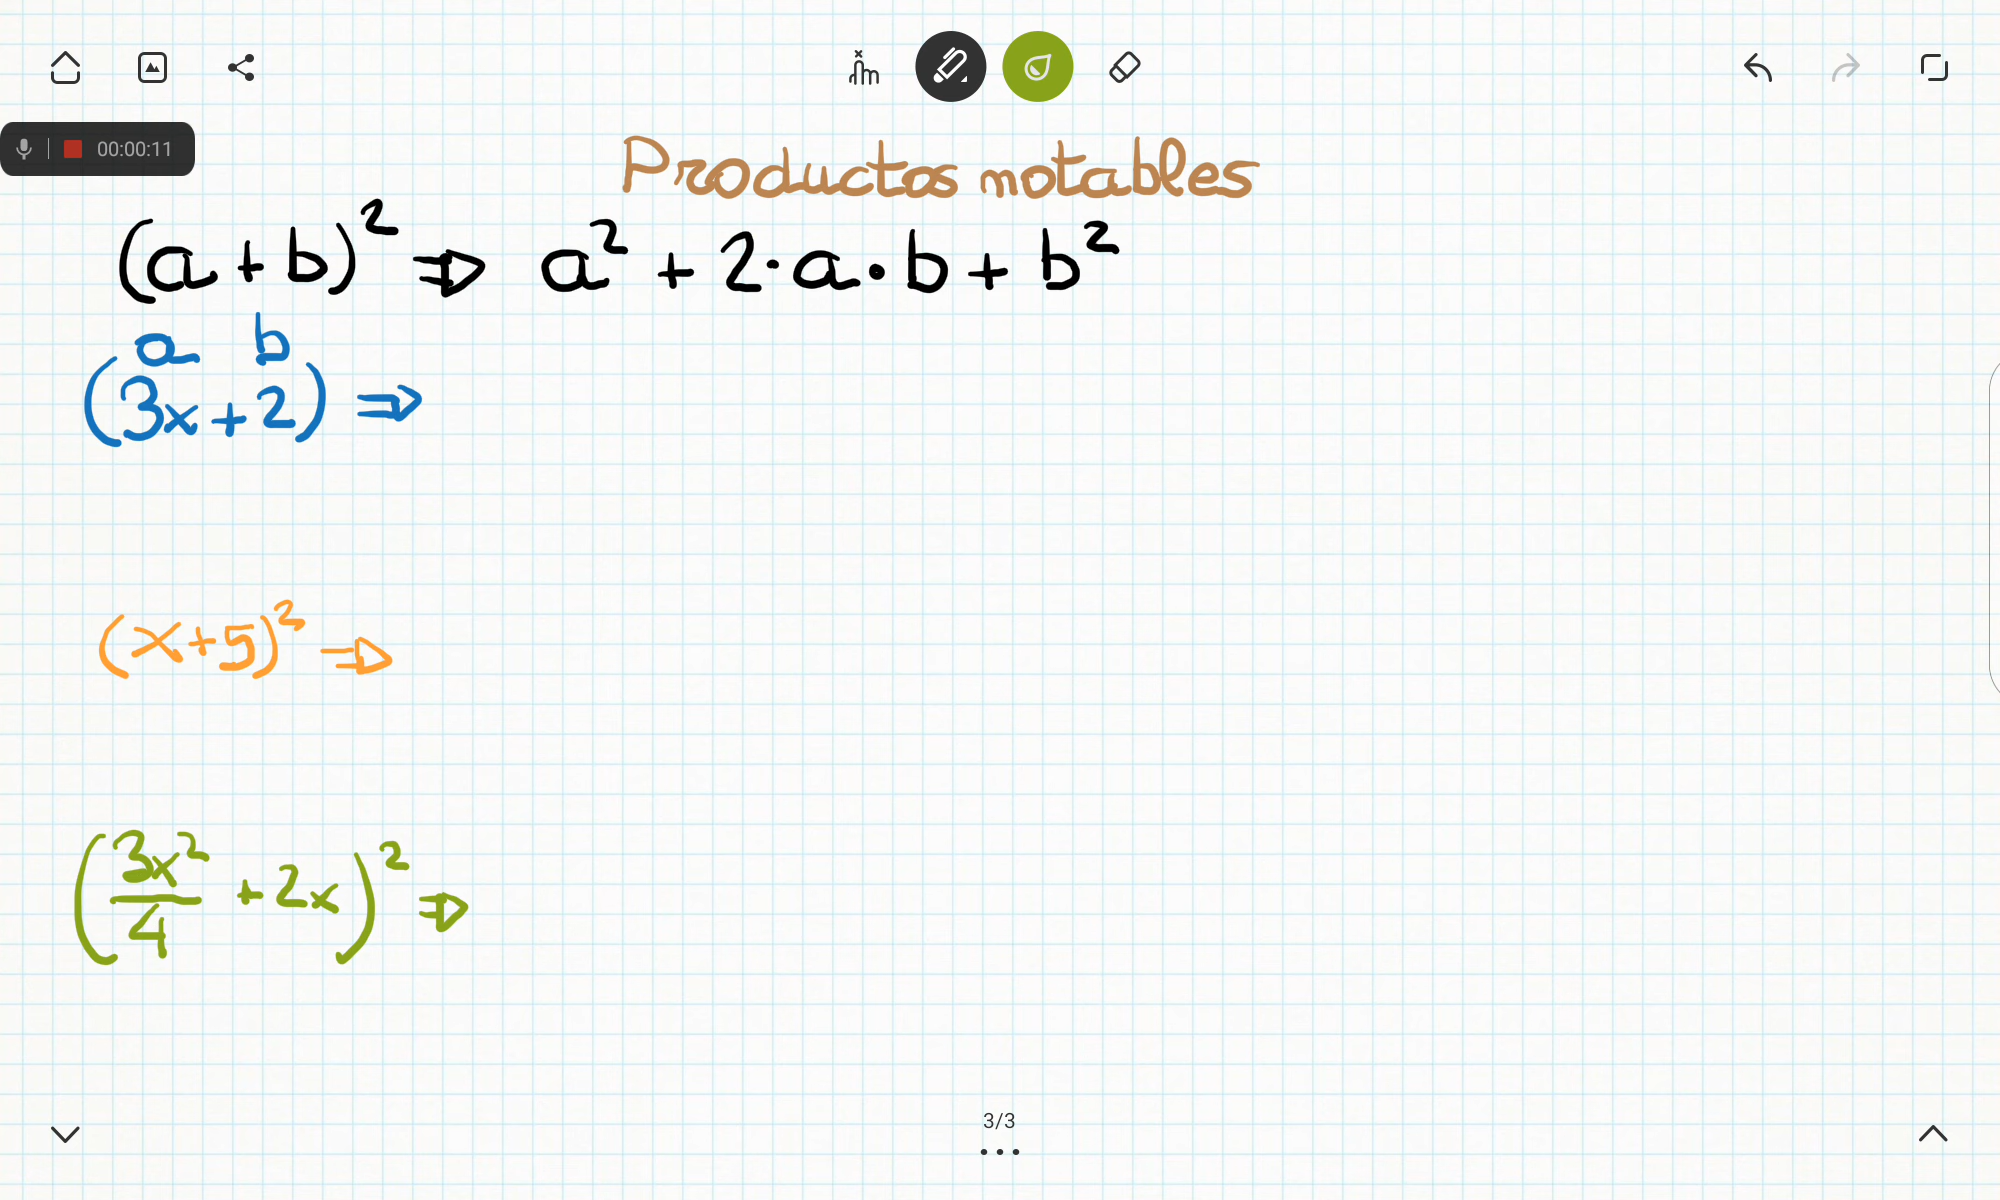 00:00:11
Productos notables
(a+b)² ⇒ a² + 2·a·b + b²
a b
(3x+2) ⇒
(x+5)² ⇒
(3x²/4 + 2x)² ⇒
3/3